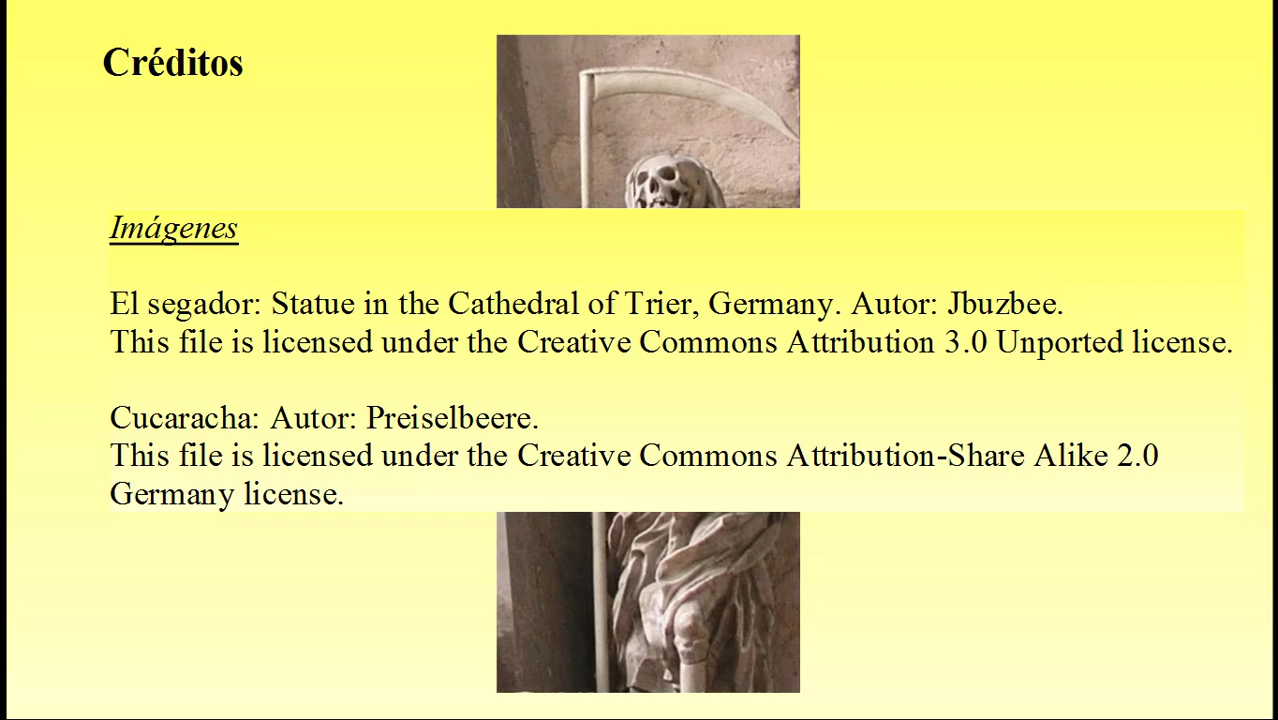 Créditos
Imágenes
El segador: Statue in the Cathedral of Trier, Germany. Autor: Jbuzbee.
This file is licensed under the Creative Commons Attribution 3.0 Unported license.
Cucaracha: Autor: Preiselbeere.
This file is licensed under the Creative Commons Attribution-Share Alike 2.0
Germany license.